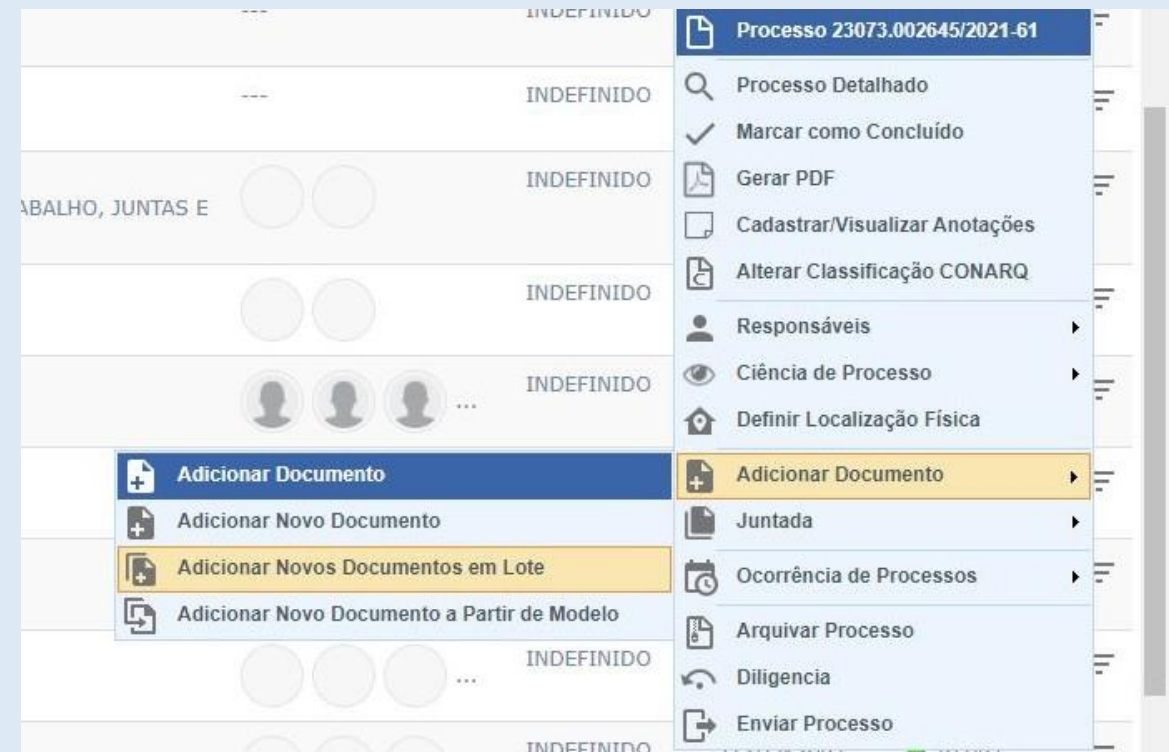 ---
INDEFINIDO
Processo 23073.002645/2021-61
Processo Detalhado
---
INDEFINIDO
Marcar como Concluído
INDEFINIDO
Gerar PDF
ABALHO, JUNTAS E
Cadastrar/Visualizar Anotações
Alterar Classificação CONARQ
INDEFINIDO
Responsáveis
Ciência de Processo
...
INDEFINIDO
Definir Localização Física
Adicionar Documento
Adicionar Novo Documento
Adicionar Novos Documentos em Lote
Adicionar Novo Documento a Partir de Modelo
Adicionar Documento
Juntada
Ocorrência de Processos
Arquivar Processo
...
INDEFINIDO
Diligencia
Enviar Processo
INDEFINIDO